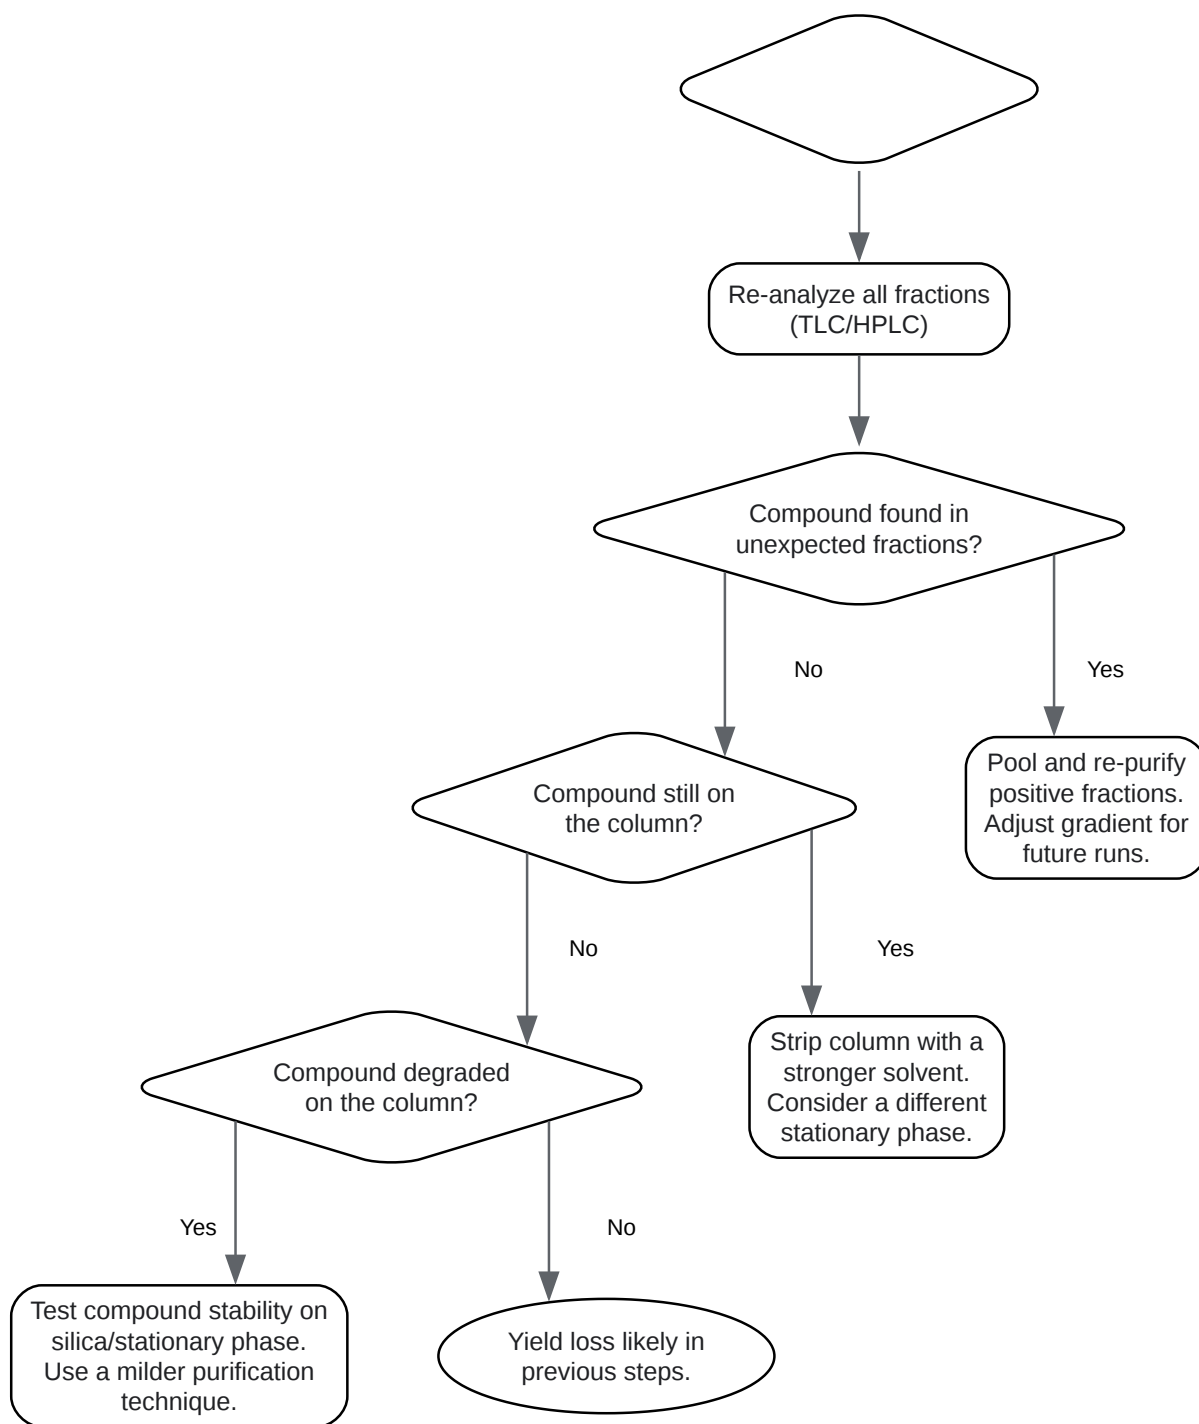 Re-analyze all fractions
(TLC/HPLC)
Compound found in
unexpected fractions?
No
Yes
Pool and re-purify
positive fractions.
Adjust gradient for
future runs.
Compound still on
the column?
No
Yes
Strip column with a
stronger solvent.
Consider a different
stationary phase.
Compound degraded
on the column?
Yes
No
Test compound stability on
silica/stationary phase.
Use a milder purification
technique.
Yield loss likely in
previous steps.